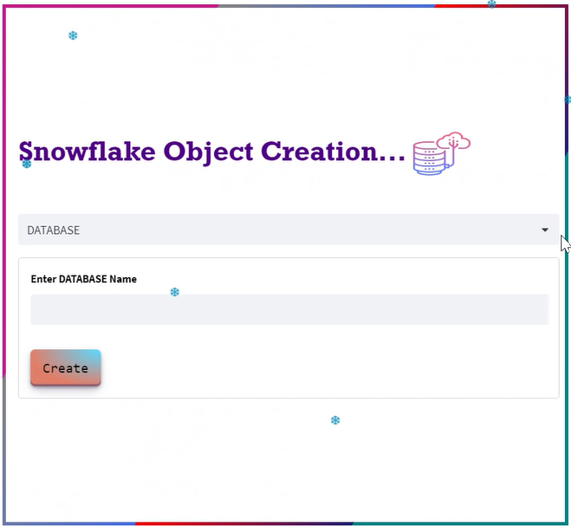 Snowflake Object Creation...
DATABASE
Enter DATABASE Name
Create